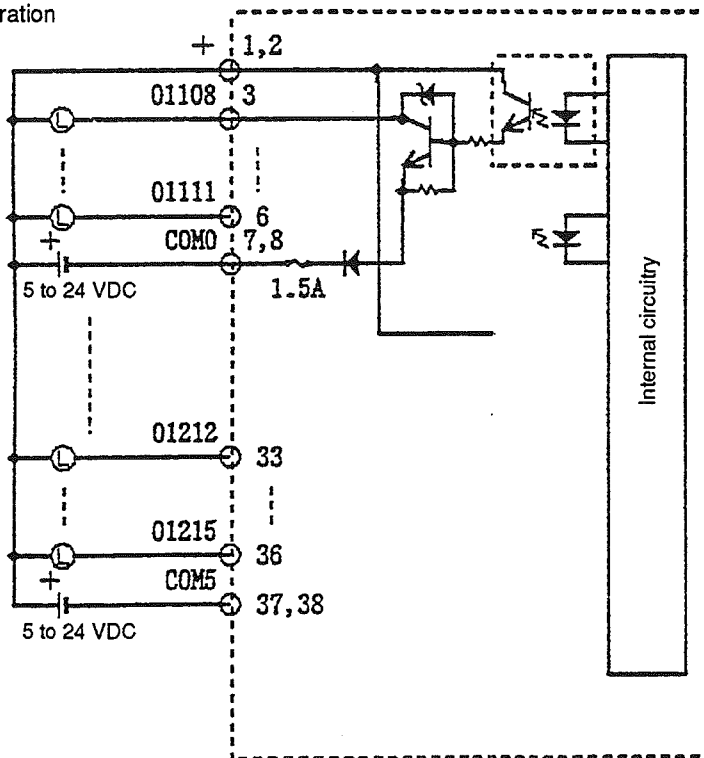 ration
+ 1,2
01108 3
L
01111
L 6
+ COM0 7,8
5 to 24 VDC
1.5A
Internal circuitry
01212
L 33
01215
L 36
+ COM5
37,38
5 to 24 VDC